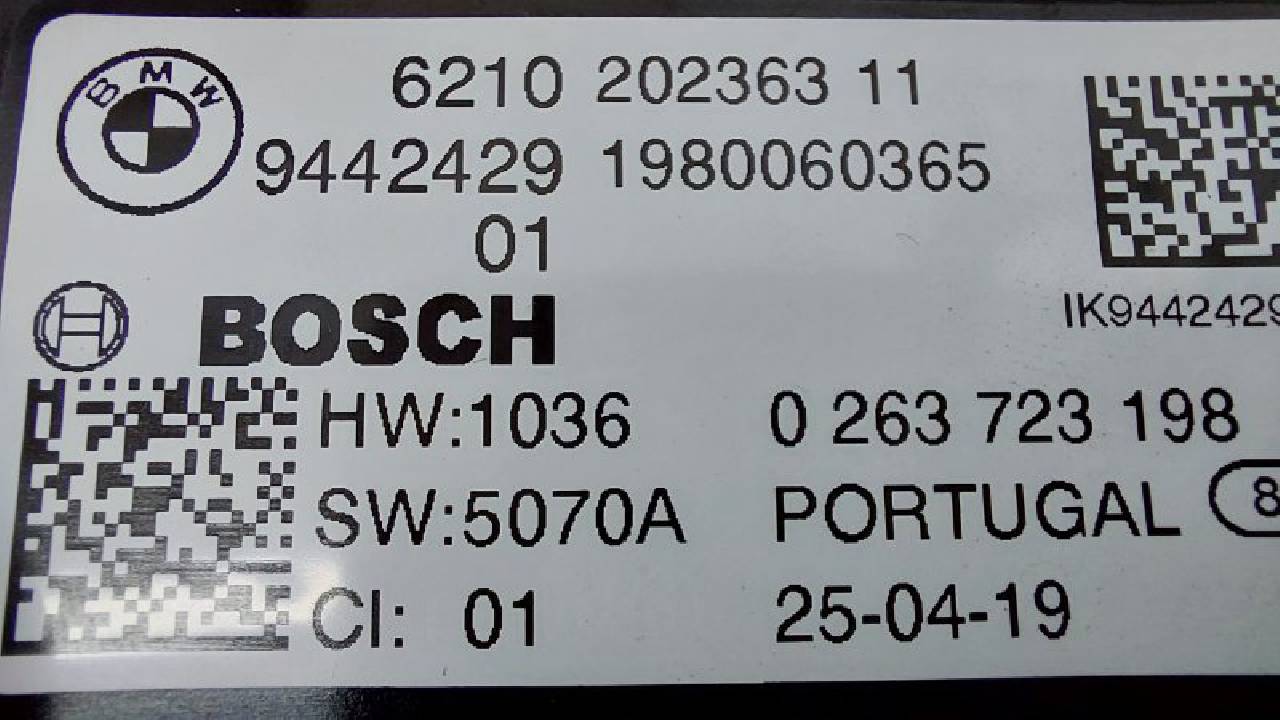 BMW
6210 202363 11
9442429 1980060365
01
IK9442429
BOSCH
HW:1036 0 263 723 198
SW:5070A PORTUGAL 8
CI: 01 25-04-19